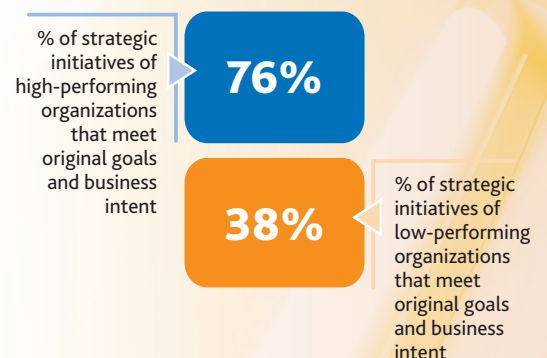 % of strategic
initiatives of
high-performing
organizations
that meet
original goals
and business
intent
76%
38%
% of strategic
initiatives of
low-performing
organizations
that meet
original goals
and business
intent